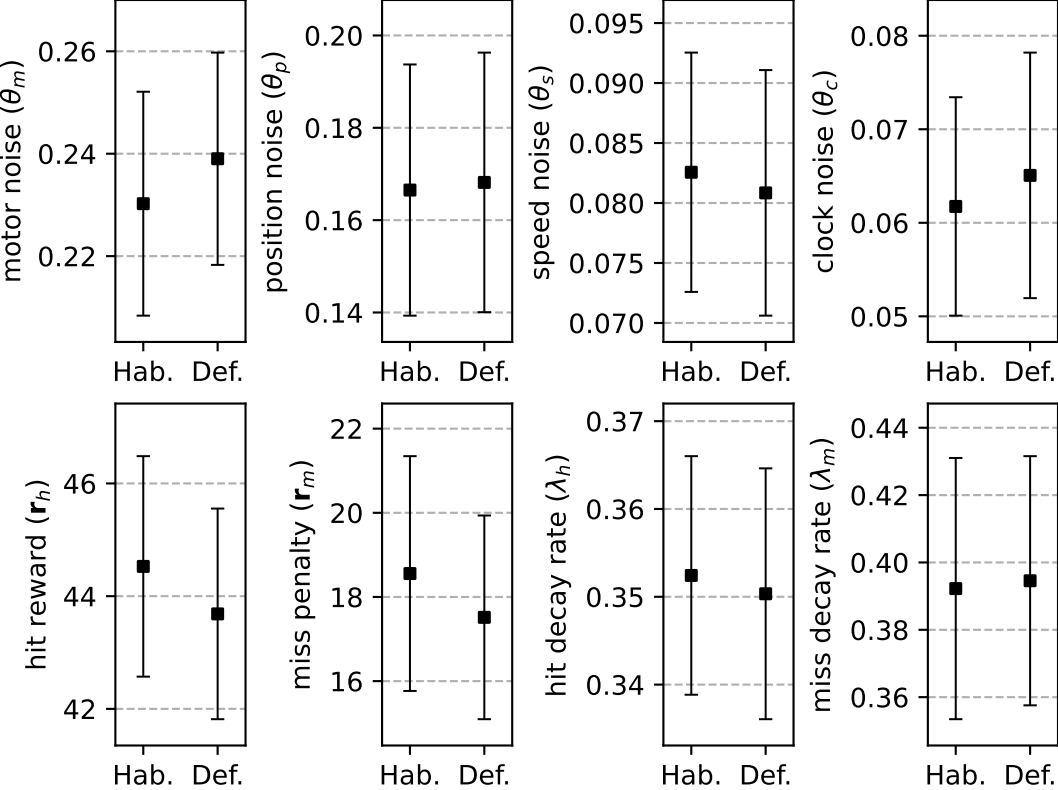 motor noise (θm)
0.26
0.24
0.22
Hab. Def.
position noise (θp)
0.20
0.18
0.16
0.14
Hab. Def.
speed noise (θs)
0.095
0.090
0.085
0.080
0.075
0.070
Hab. Def.
clock noise (θc)
0.08
0.07
0.06
0.05
Hab. Def.
hit reward (rh)
46
44
42
Hab. Def.
miss penalty (rm)
22
20
18
16
Hab. Def.
hit decay rate (λh)
0.37
0.36
0.35
0.34
Hab. Def.
miss decay rate (λm)
0.44
0.42
0.40
0.38
0.36
Hab. Def.